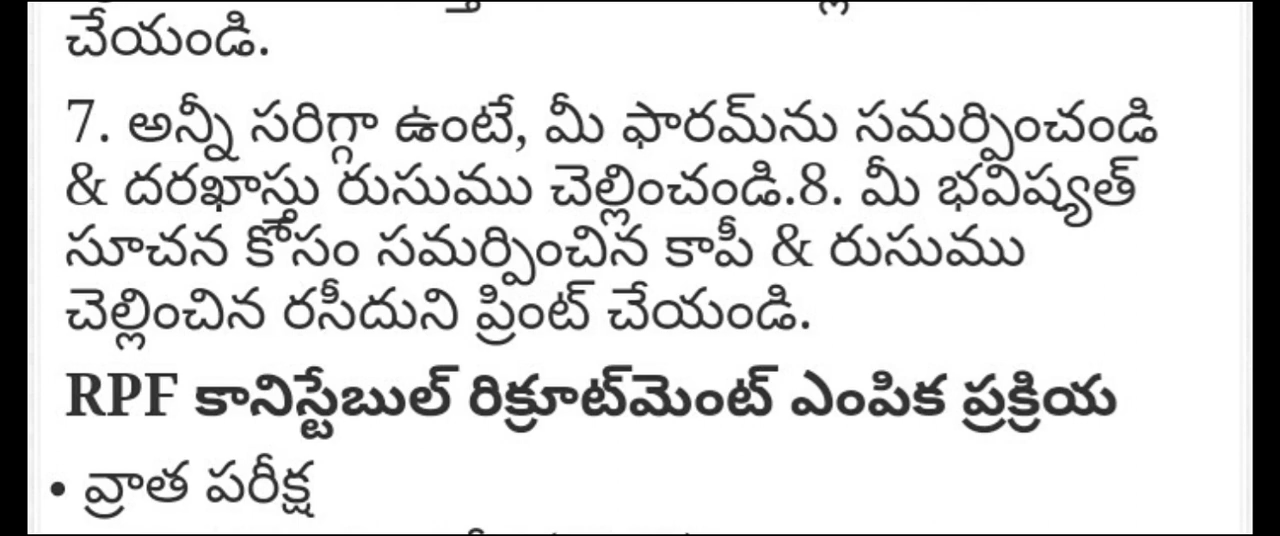 చేయండి.
7. అన్నీ సరిగ్గా ఉంటే, మీ ఫారమ్‌ను సమర్పించండి
& దరఖాస్తు రుసుము చెల్లించండి.8. మీ భవిష్యత్
సూచన కోసం సమర్పించిన కాపీ & రుసుము
చెల్లించిన రసీదుని ప్రింట్ చేయండి.
RPF కానిస్టేబుల్ రిక్రూట్‌మెంట్ ఎంపిక ప్రక్రియ
• వ్రాత పరీక్ష